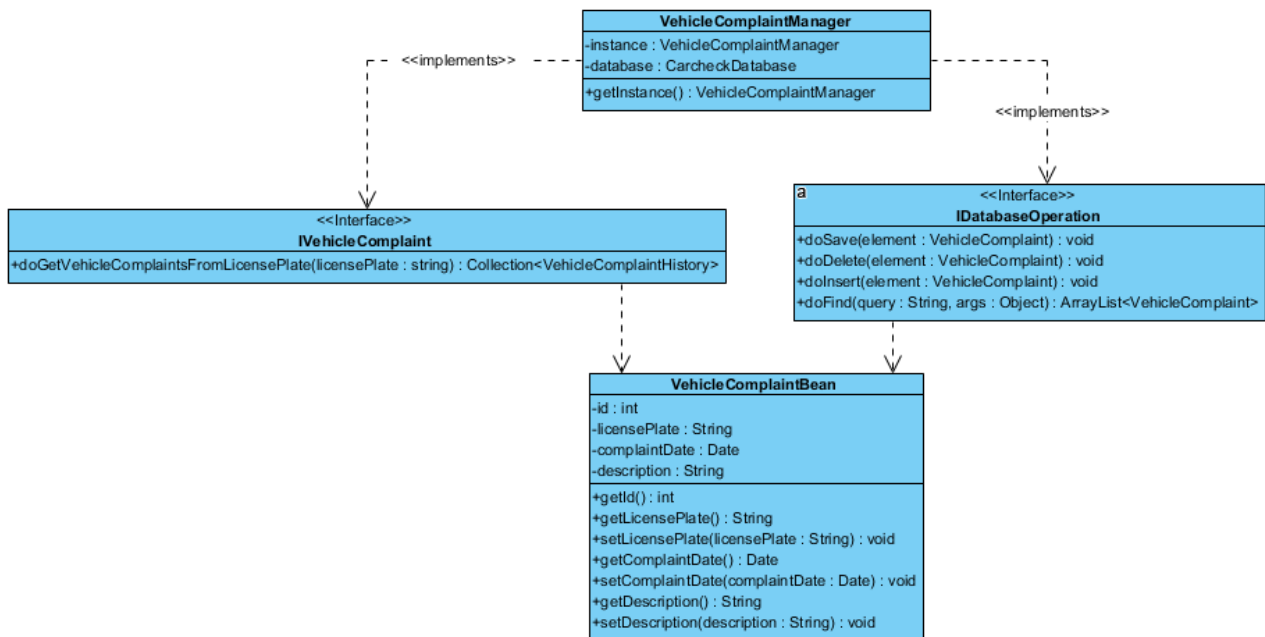 VehicleComplaintManager
-instance : VehicleComplaintManager
-database : CarcheckDatabase
+getInstance() : VehicleComplaintManager
<<implements>>
<<implements>>
<<Interface>>
IVehicleComplaint
+doGetVehicleComplaintsFromLicensePlate(licensePlate : string) : Collection<VehicleComplaintHistory>
a
<<Interface>>
IDatabaseOperation
+doSave(element : VehicleComplaint) : void
+doDelete(element : VehicleComplaint) : void
+doInsert(element : VehicleComplaint) : void
+doFind(query : String, args : Object) : ArrayList<VehicleComplaint>
VehicleComplaintBean
-id : int
-licensePlate : String
-complaintDate : Date
-description : String
+getId() : int
+getLicensePlate() : String
+setLicensePlate(licensePlate : String) : void
+getComplaintDate() : Date
+setComplaintDate(complaintDate : Date) : void
+getDescription() : String
+setDescription(description : String) : void